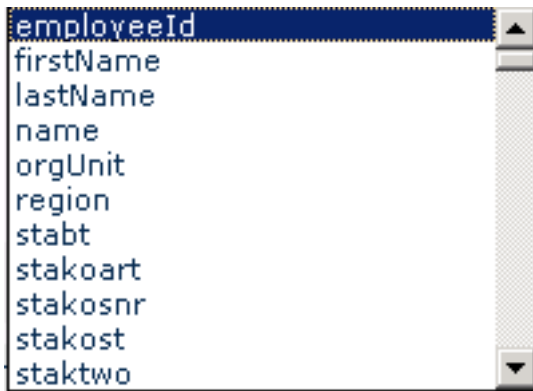 employeeId
firstName
lastName
name
orgUnit
region
stabt
stakoart
stakosnr
stakost
staktwo